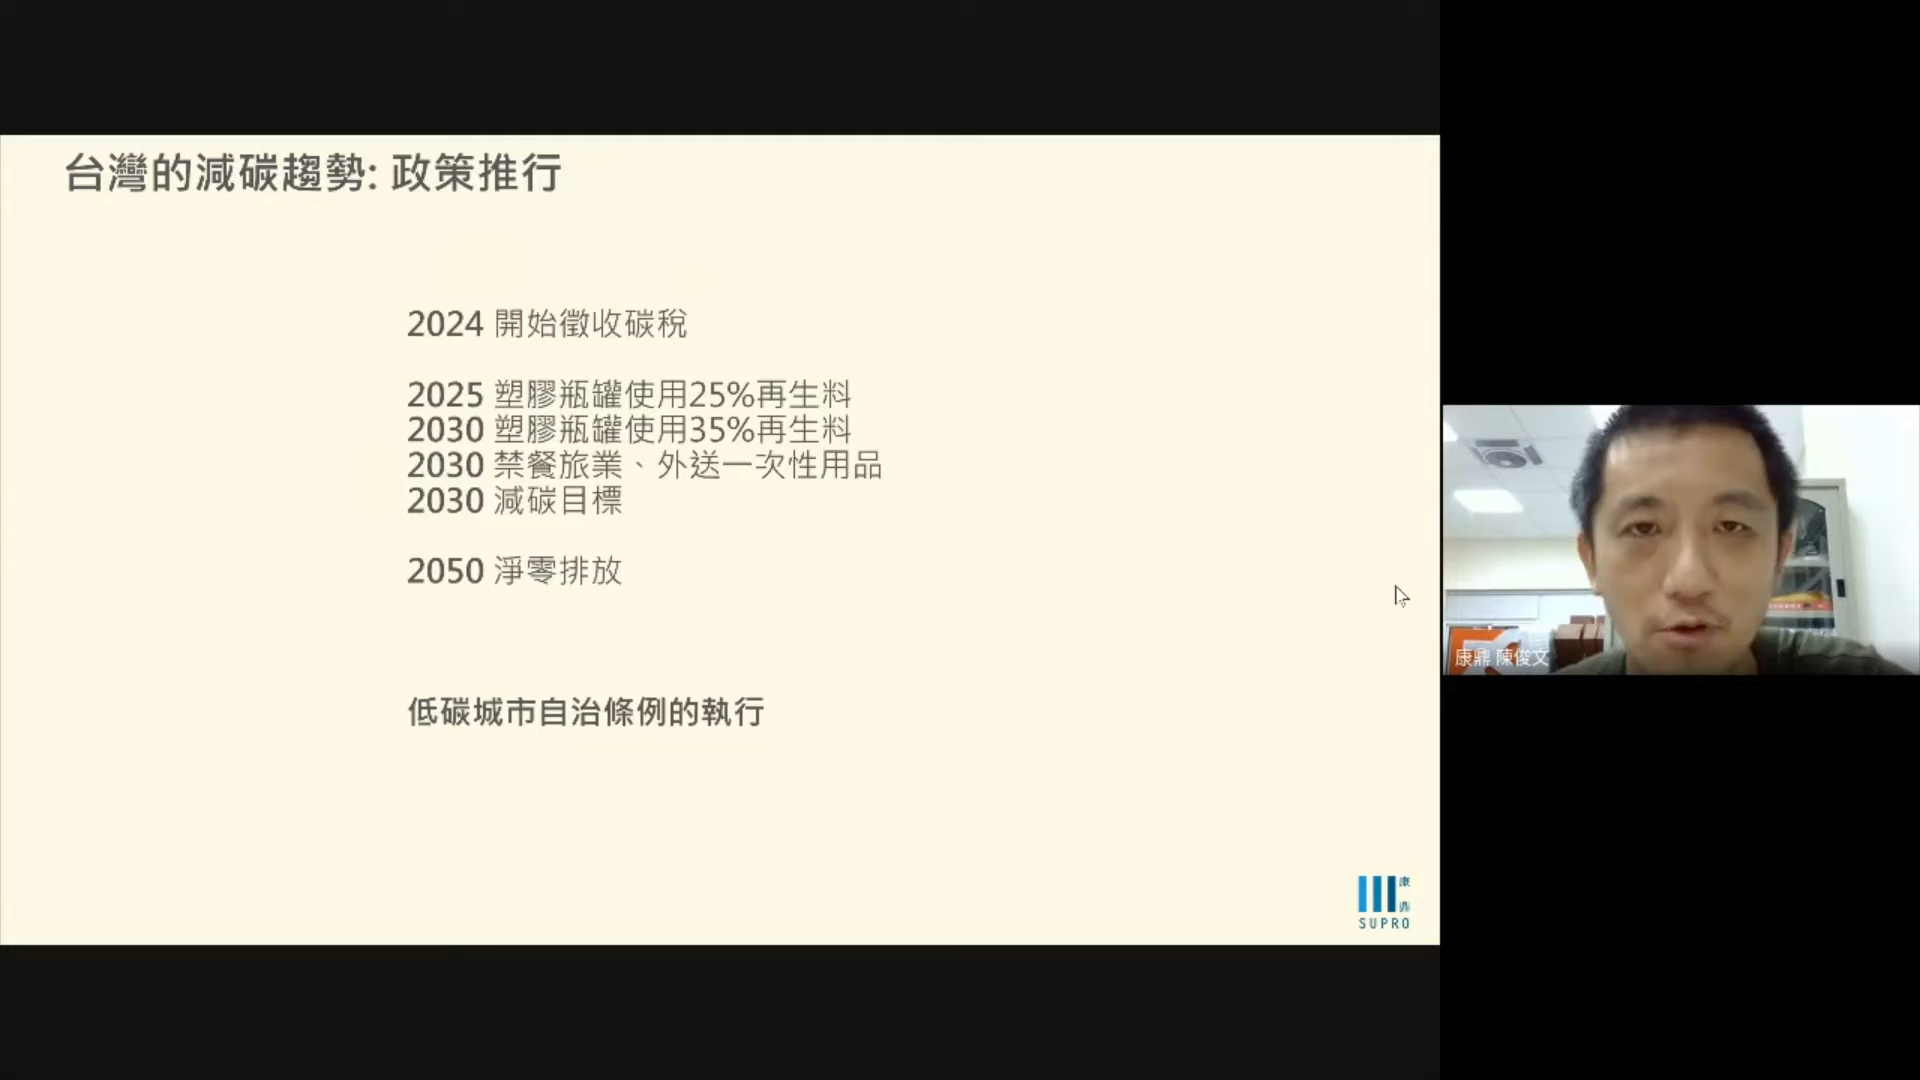 台灣的減碳趨勢: 政策推行
2024 開始徵收碳稅
2025 塑膠瓶罐使用25%再生料
2030 塑膠瓶罐使用35%再生料
2030 禁餐旅業、外送一次性用品
2030 減碳目標
2050 淨零排放
低碳城市自治條例的執行
康鼎
SUPRO
康鼎 陳俊文